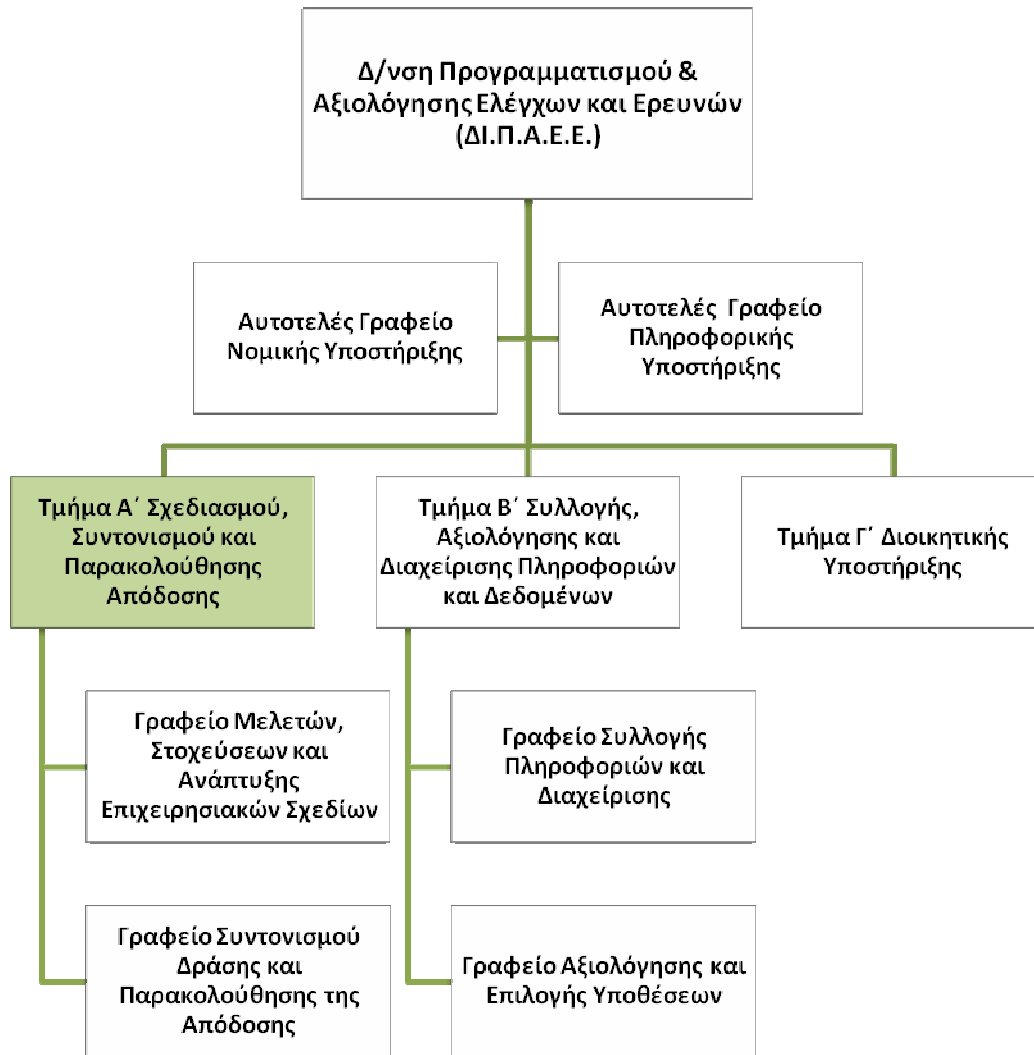 Δ/νση Προγραμματισμού &
Αξιολόγησης Ελέγχων και Ερευνών
(ΔΙ.Π.Α.Ε.Ε.)
Αυτοτελές Γραφείο
Νομικής Υποστήριξης
Αυτοτελές Γραφείο
Πληροφορικής
Υποστήριξης
Τμήμα Α΄ Σχεδιασμού,
Συντονισμού και
Παρακολούθησης
Απόδοσης
Τμήμα Β΄ Συλλογής,
Αξιολόγησης και
Διαχείρισης Πληροφοριών
και Δεδομένων
Τμήμα Γ΄ Διοικητικής
Υποστήριξης
Γραφείο Μελετών,
Στοχεύσεων και
Ανάπτυξης
Επιχειρησιακών Σχεδίων
Γραφείο Συλλογής
Πληροφοριών και
Διαχείρισης
Γραφείο Συντονισμού
Δράσης και
Παρακολούθησης της
Απόδοσης
Γραφείο Αξιολόγησης και
Επιλογής Υποθέσεων